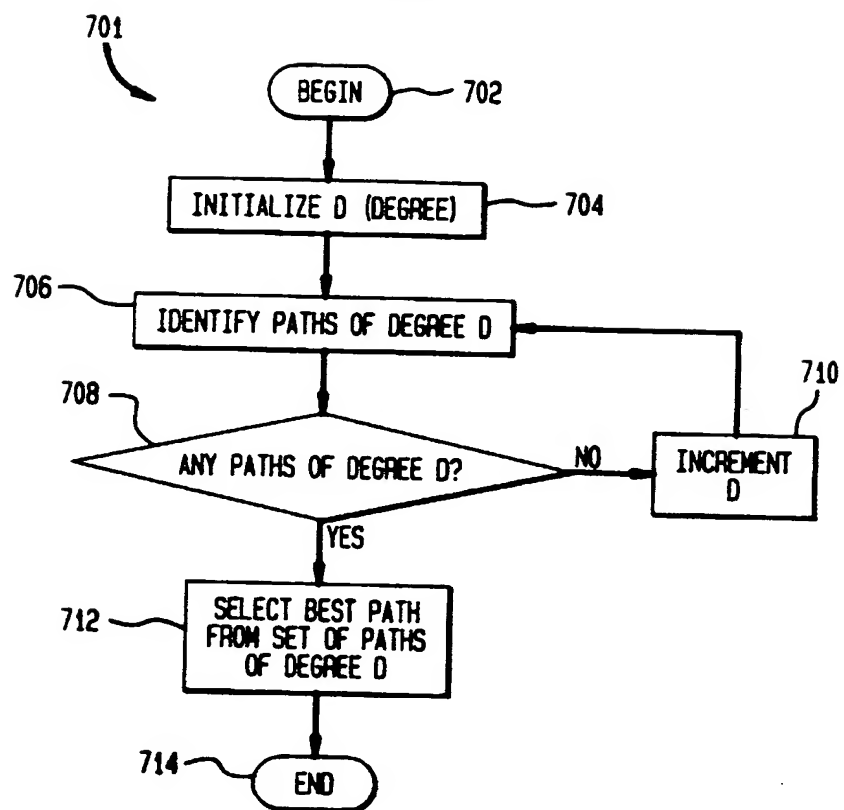 701
BEGIN
702
INITIALIZE D (DEGREE)
704
706
IDENTIFY PATHS OF DEGREE D
708
710
ANY PATHS OF DEGREE D?
NO
INCREMENT
D
YES
712
SELECT BEST PATH
FROM SET OF PATHS
OF DEGREE D
714
END